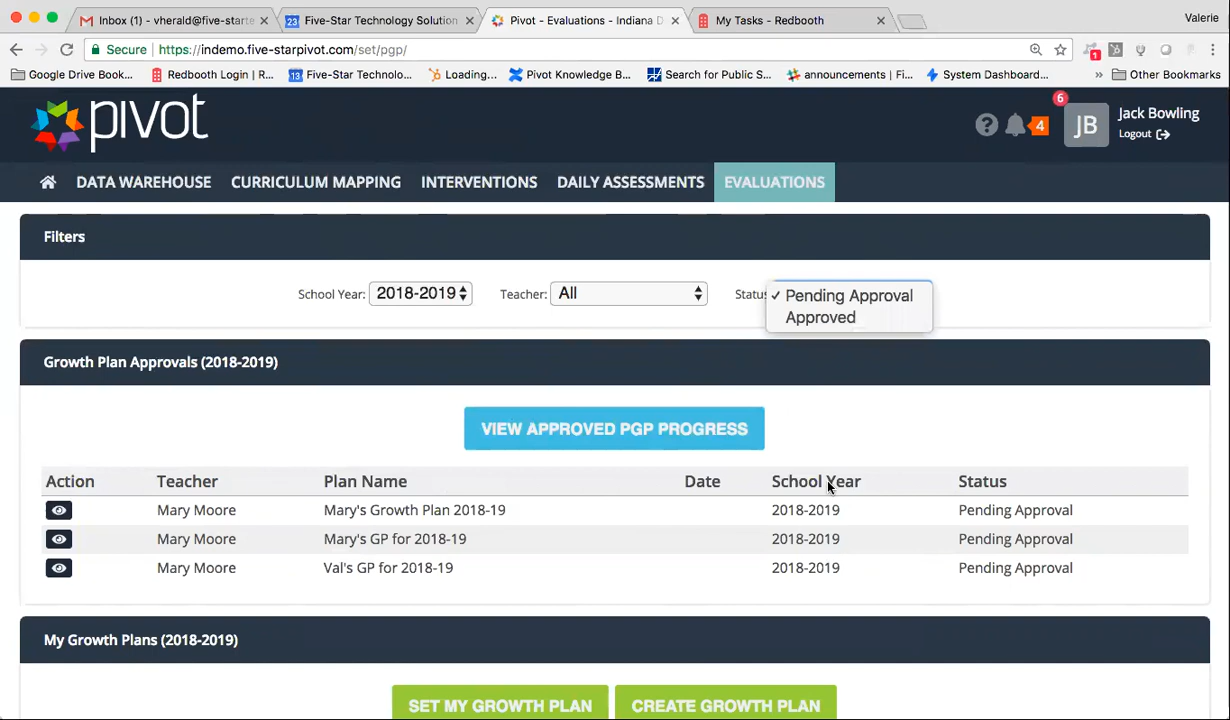 Inbox (1) - vherald@five-starte
Five-Star Technology Solution
Pivot - Evaluations - Indiana D
My Tasks - Redbooth
Valerie
Secure
https://indemo.five-starpivot.com/set/pgp/
1
Google Drive Book...
Redbooth Login | R...
13
Five-Star Technolo...
Loading...
Pivot Knowledge B...
Search for Public S...
announcements | Fi...
System Dashboard...
»
Other Bookmarks
pivot
?
4
6
JB
Jack Bowling
Logout
DATA WAREHOUSE
CURRICULUM MAPPING
INTERVENTIONS
DAILY ASSESSMENTS
EVALUATIONS
Filters
School Year: 2018-2019
Teacher: All
Status
✓ Pending Approval
Approved
Growth Plan Approvals (2018-2019)
VIEW APPROVED PGP PROGRESS
Action Teacher Plan Name Date School Year Status
Mary Moore Mary's Growth Plan 2018-19 2018-2019 Pending Approval
Mary Moore Mary's GP for 2018-19 2018-2019 Pending Approval
Mary Moore Val's GP for 2018-19 2018-2019 Pending Approval
My Growth Plans (2018-2019)
SET MY GROWTH PLAN
CREATE GROWTH PLAN